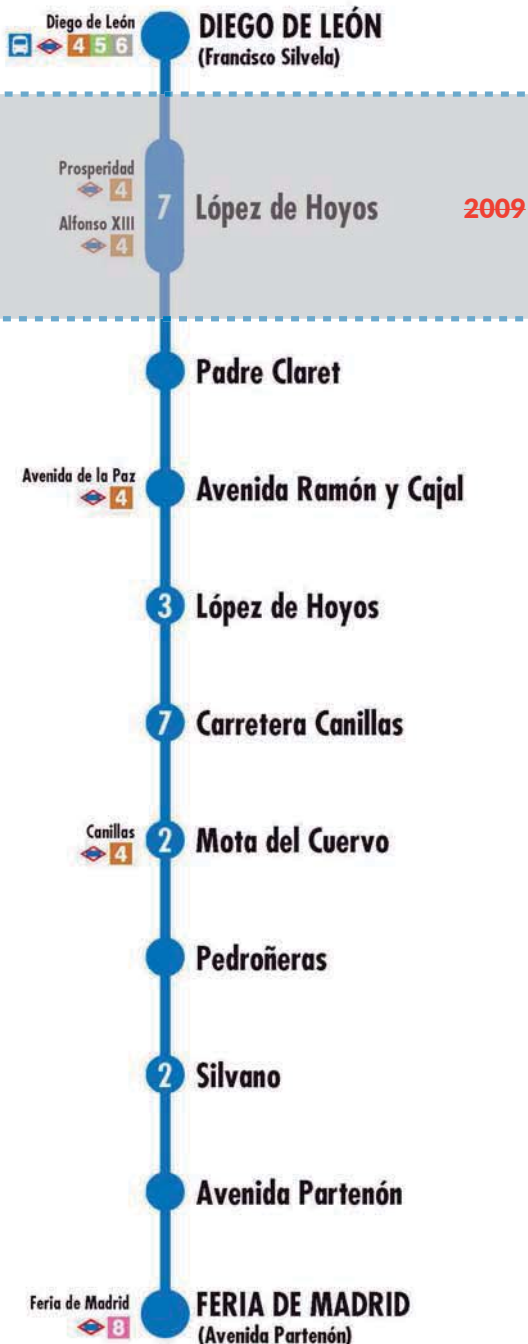 Diego de León
4 5 6
DIEGO DE LEÓN
(Francisco Silvela)
Prosperidad
4
Alfonso XIII
4
7
López de Hoyos
2009
Padre Claret
Avenida de la Paz
4
Avenida Ramón y Cajal
3
López de Hoyos
7
Carretera Canillas
Canillas
4
2
Mota del Cuervo
Pedroñeras
2
Silvano
Avenida Partenón
Feria de Madrid
8
FERIA DE MADRID
(Avenida Partenón)